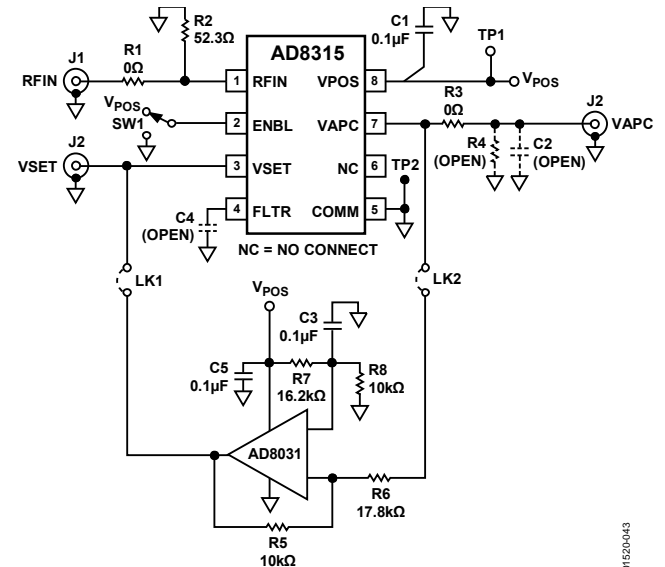 R2
52.3Ω
C1
0.1µF
TP1
J1
R1
0Ω
RFIN
AD8315
1 RFIN
VPOS 8
VPOS
R3
0Ω
J2
VAPC
VPOS
SW1
2 ENBL
VAPC 7
R4
(OPEN)
C2
(OPEN)
J2
VSET
3 VSET
NC 6
TP2
C4
(OPEN)
4 FLTR
COMM 5
NC = NO CONNECT
LK1
LK2
VPOS
C3
0.1µF
C5
0.1µF
R7
16.2kΩ
R8
10kΩ
AD8031
R6
17.8kΩ
R5
10kΩ
01520-043